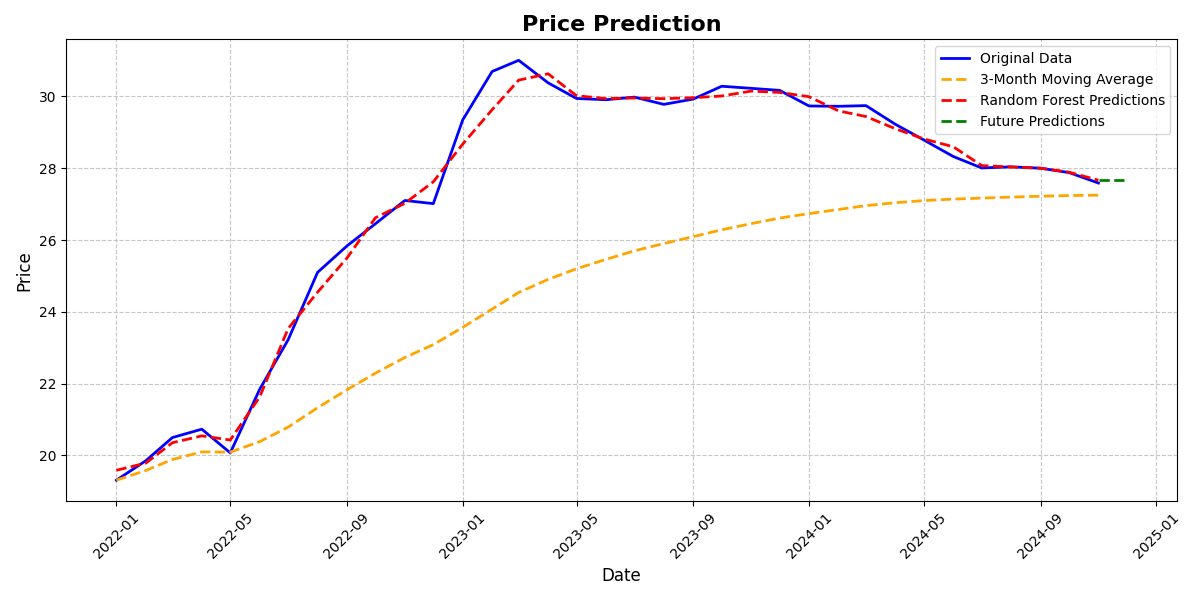 Price Prediction
Original Data
3-Month Moving Average
Random Forest Predictions
Future Predictions
Price
30
28
26
24
22
20
2022-01
2022-05
2022-09
2023-01
2023-05
2023-09
2024-01
2024-05
2024-09
2025-01
Date